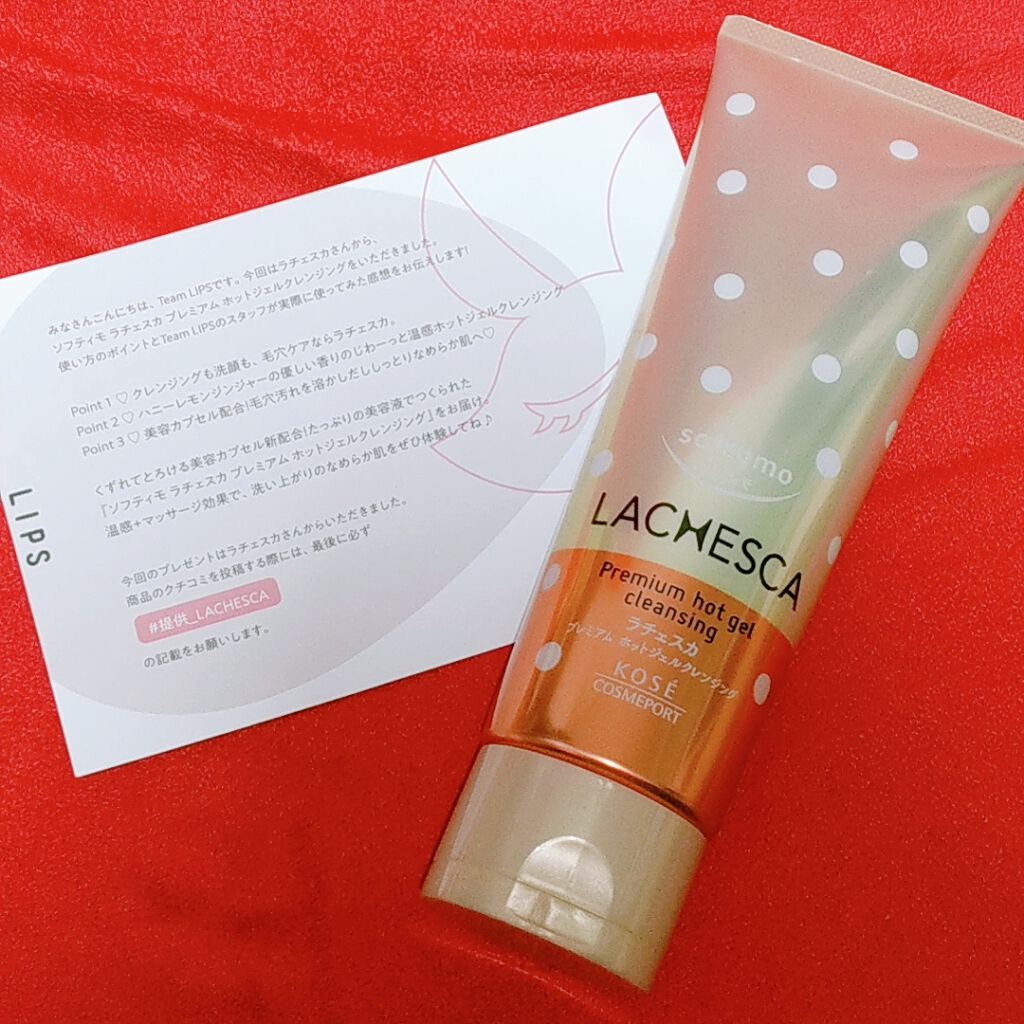 みなさんこんにちは、Team LIPSです。今回はラチェスカさんから、
ソフティモ ラチェスカ プレミアム ホットジェルクレンジングをいただきました。
使い方のポイントとTeam LIPSのスタッフが実際に使ってみた感想をお伝えします!
Point 1 ♡ クレンジングも洗顔も、毛穴ケアならラチェスカ。
Point 2 ♡ ハニーレモンジンジャーの優しい香りのじわーっと温感ホットジェルクレンジング
Point 3 ♡ 美容カプセル配合!毛穴汚れを溶かしだししっとりなめらか肌へ♡
くずれてとろける美容カプセル新配合!たっぷりの美容液でつくられた
『ソフティモ ラチェスカ プレミアム ホットジェルクレンジング』をお届け。
温感+マッサージ効果で、洗い上がりのなめらか肌をぜひ体験してね♪
今回のプレゼントはラチェスカさんからいただきました。
商品のクチコミを投稿する際には、最後に必ず
#提供_LACHESCA
の記載をお願いします。
LIPS
softymo
LACHESCA
Premium hot gel
cleansing
ラチェスカ
プレミアム ホットジェルクレンジング
KOSÉ
COSMEPORT